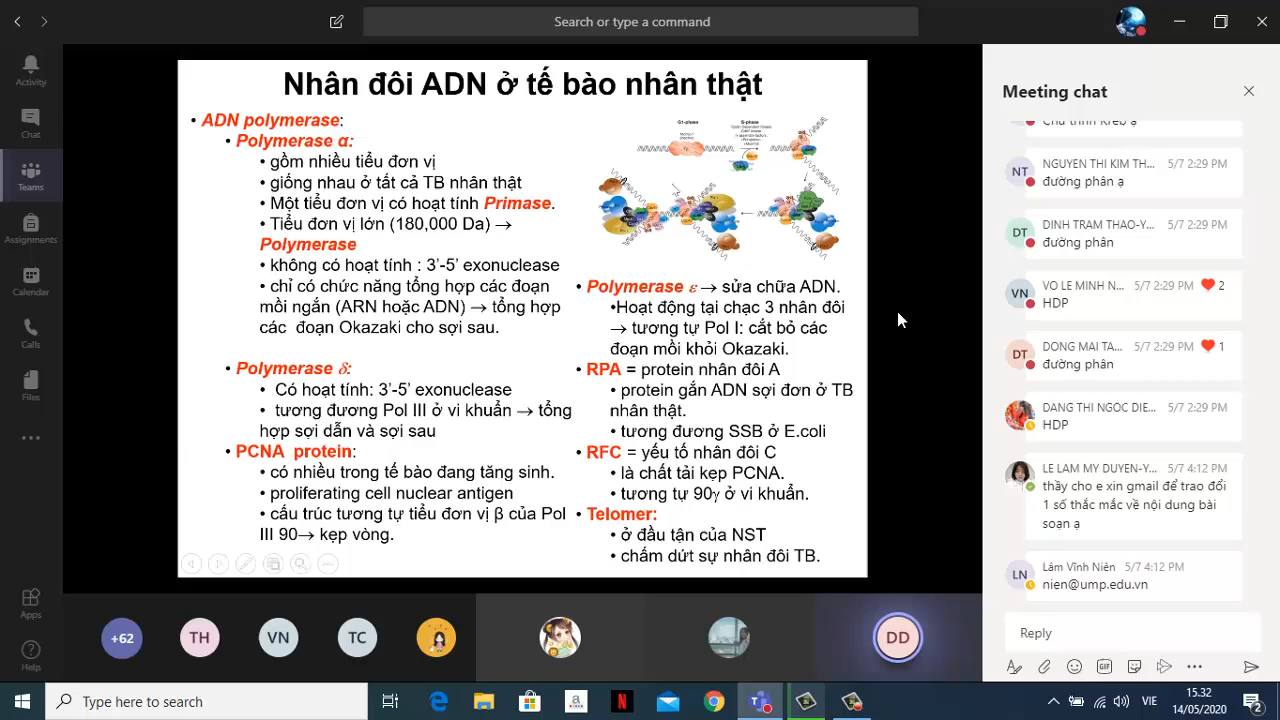 Search or type a command
Activity
Chat
Teams
Assignments
Calendar
Calls
Files
Apps
Help
Nhân đôi ADN ở tế bào nhân thật
• ADN polymerase:
• Polymerase α:
• gồm nhiều tiểu đơn vị
• giống nhau ở tất cả TB nhân thật
• Một tiểu đơn vị có hoạt tính Primase.
• Tiểu đơn vị lớn (180,000 Da) →
Polymerase
• không có hoạt tính : 3’-5’ exonuclease
• chỉ có chức năng tổng hợp các đoạn
mồi ngắn (ARN hoặc ADN) → tổng hợp
các đoạn Okazaki cho sợi sau.
• Polymerase δ:
• Có hoạt tính: 3’-5’ exonuclease
• tương đương Pol III ở vi khuẩn → tổng
hợp sợi dẫn và sợi sau
• PCNA protein:
• có nhiều trong tế bào đang tăng sinh.
• proliferating cell nuclear antigen
• cấu trúc tương tự tiểu đơn vị β của Pol
III 90→ kẹp vòng.
G1-phase
S-phase
• Polymerase ε → sửa chữa ADN.
•Hoạt động tại chạc 3 nhân đôi
→ tương tự Pol I: cắt bỏ các
đoạn mồi khỏi Okazaki.
• RPA = protein nhân đôi A
• protein gắn ADN sợi đơn ở TB
nhân thật.
• tương đương SSB ở E.coli
• RFC = yếu tố nhân đôi C
• là chất tải kẹp PCNA.
• tương tự 90γ ở vi khuẩn.
• Telomer:
• ở đầu tận của NST
• chấm dứt sự nhân đôi TB.
+62
TH
VN
TC
DD
Meeting chat
NT
NGUYEN THI KIM TH... 5/7 2:29 PM
đường phân ạ
DT
DINH TRAN THAO-Y... 5/7 2:29 PM
đường phân
VN
VO LE MINH N... 5/7 2:29 PM 2
HDP
DT
DONG MAI TA... 5/7 2:29 PM 1
đường phân
DANG THI NGOC DIE... 5/7 2:29 PM
HDP
LE LAM MY DUYEN-Y... 5/7 4:12 PM
thầy cho e xin gmail để trao đổi
1 số thắc mắc về nội dung bài
soạn ạ
LN
Lâm Vĩnh Niên 5/7 4:12 PM
nien@ump.edu.vn
Reply
GIF
Type here to search
VIE
15.32
14/05/2020
2